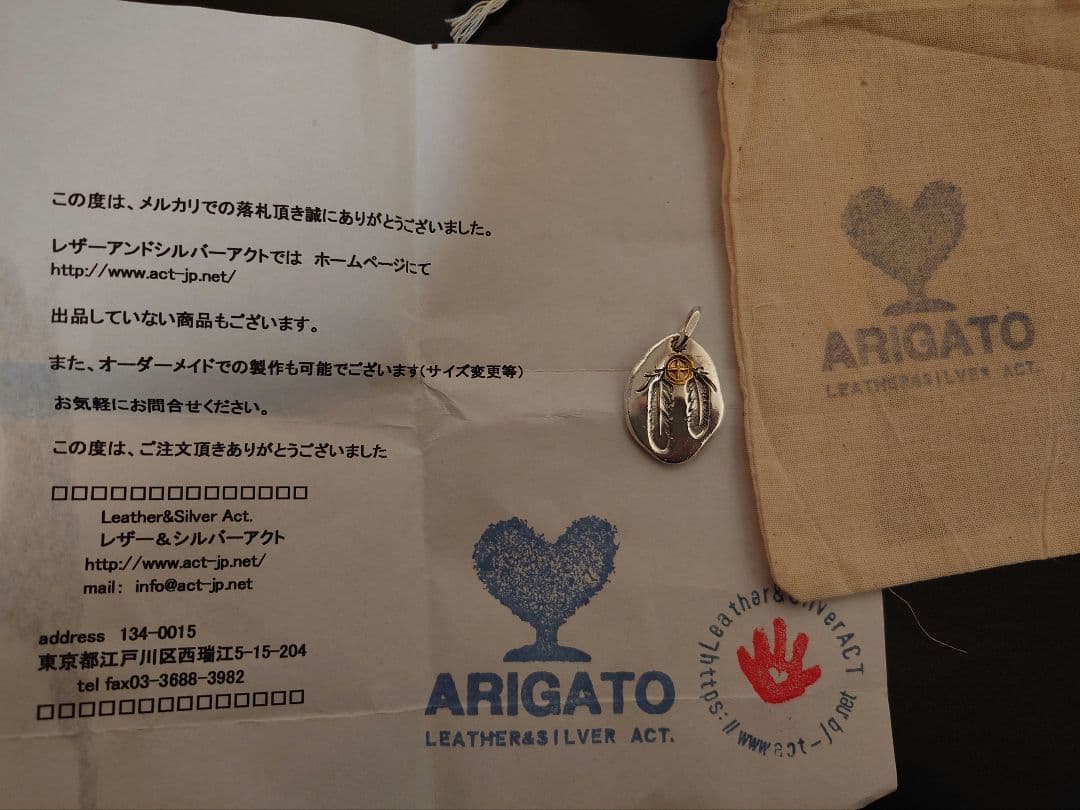 この度は、メルカリでの落札頂き誠にありがとうございました。
レザーアンドシルバーアクトでは ホームページにて
http://www.act-jp.net/
出品していない商品もございます。
また、オーダーメイドでの製作も可能でございます(サイズ変更等)
お気軽にお問合せください。
この度は、ご注文頂きありがとうございました
□□□□□□□□□□□□□□
Leather&Silver Act.
レザー＆シルバーアクト
http://www.act-jp.net/
mail: info@act-jp.net
address 134-0015
東京都江戸川区西瑞江5-15-204
tel fax03-3688-3982
□□□□□□□□□□□□□□
ARIGATO
LEATHER&SILVER ACT.
Leather&SilverACT
https://www.act-jp.net
ARIGATO
LEATHER&SILVER ACT.